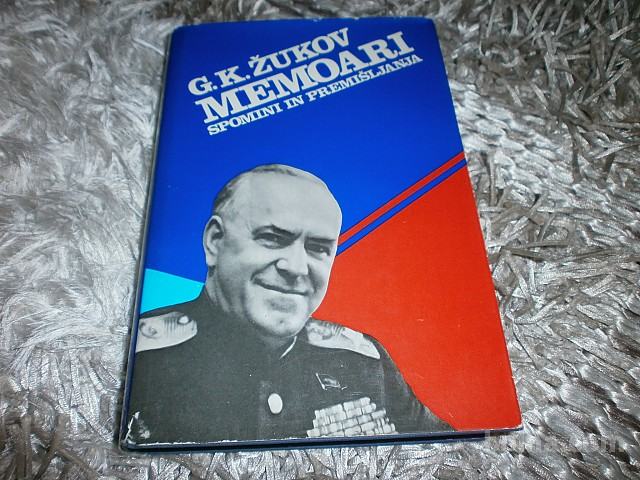 G.K. ŽUKOV
MEMOARI
SPOMINI IN PREMIŠLJANJA